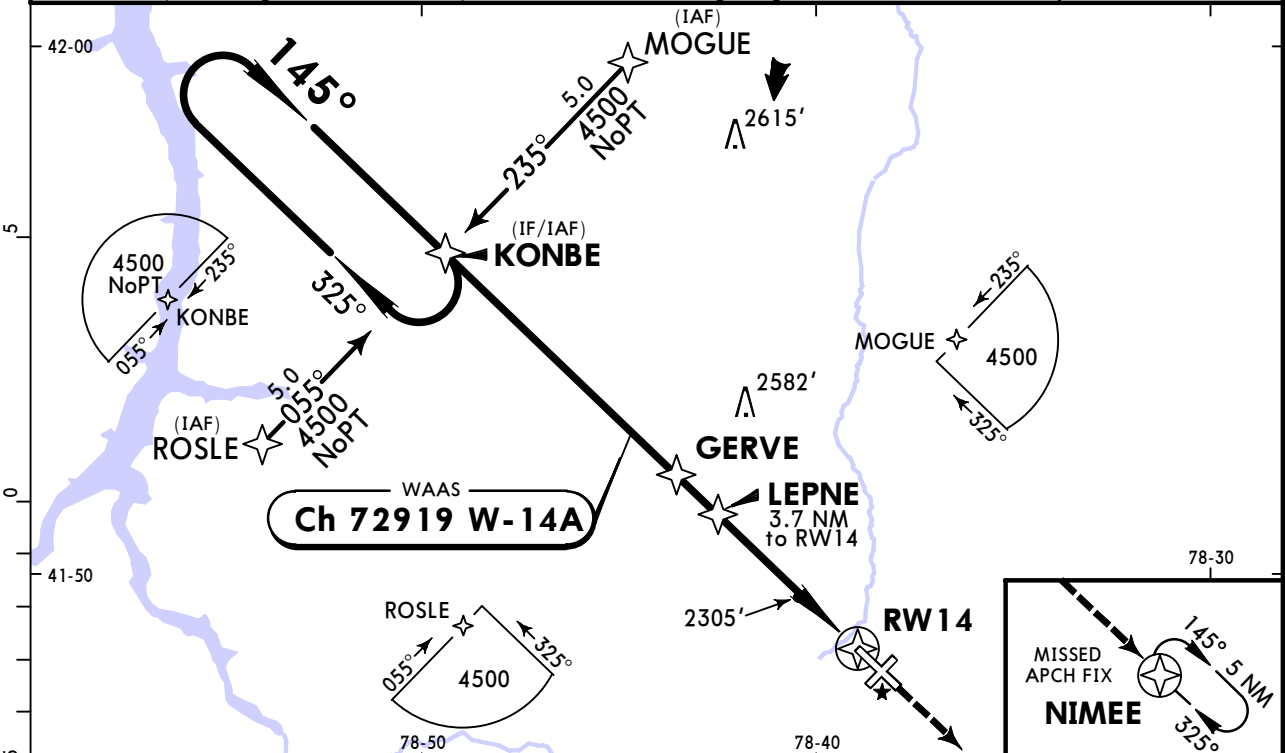 42-00
145°
(IAF)
MOGUE
5.0
4500
NoPT
235°
2615'
5
(IF/IAF)
KONBE
4500
NoPT
235°
KONBE
055°
325°
235°
MOGUE
4500
325°
5.0
055°
4500
NoPT
(IAF)
ROSLE
2582'
GERVE
LEPNE
3.7 NM
to RW14
WAAS
Ch 72919 W-14A
0
41-50
78-30
ROSLE
055°
4500
325°
2305'
RW14
MISSED
APCH FIX
NIMEE
145°
5 NM
325°
78-50
78-40